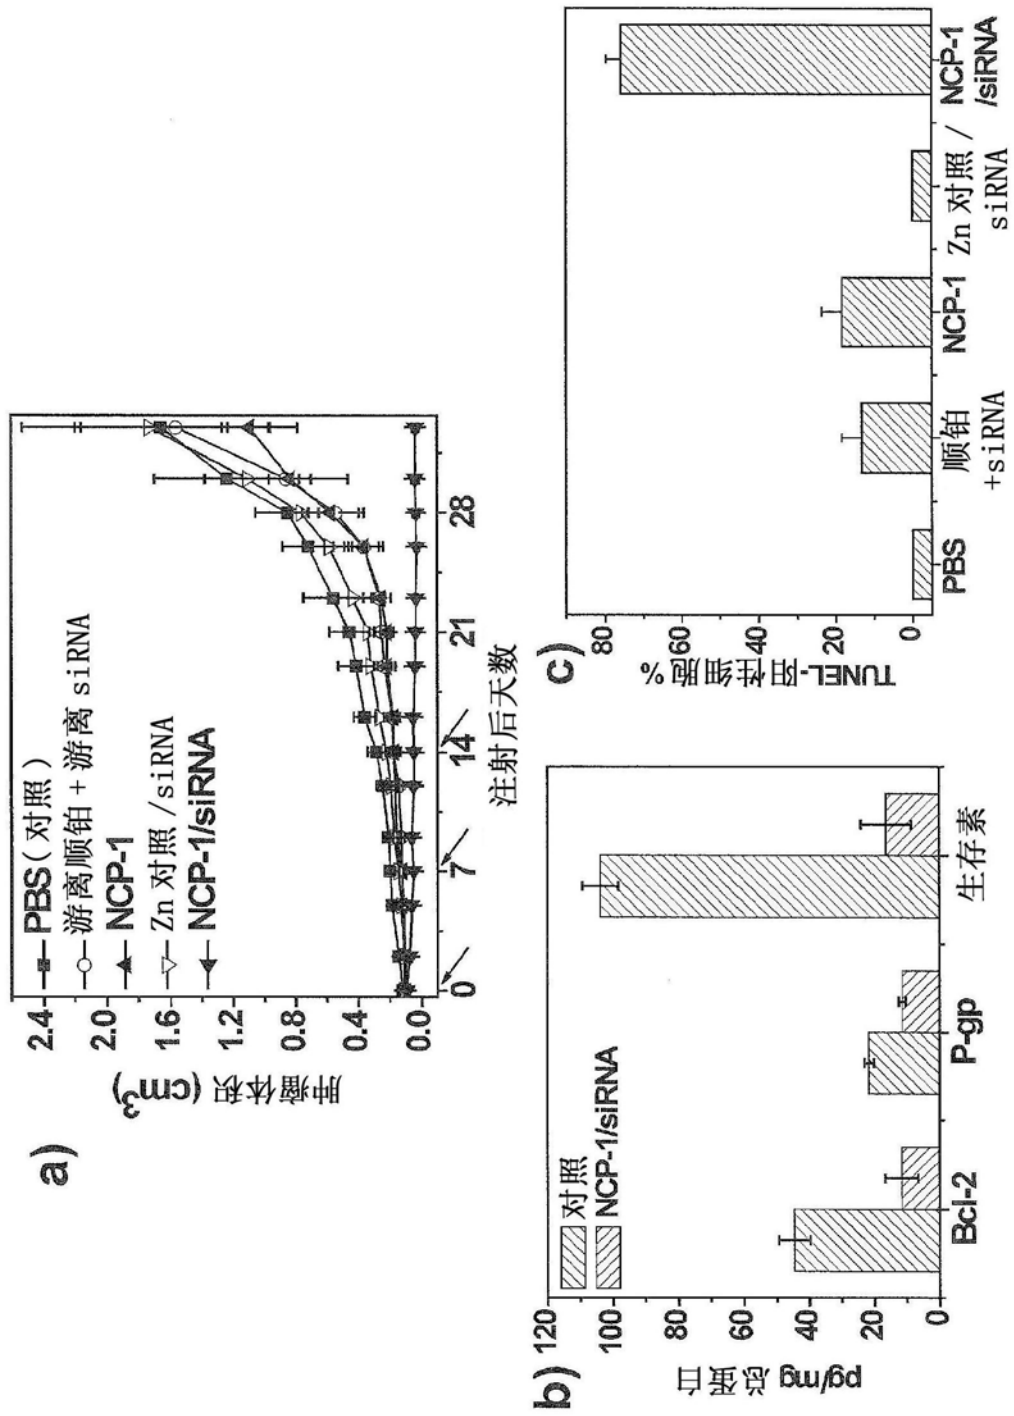 a)
肿瘤体积 (cm³)
2.4
2.0
1.6
1.2
0.8
0.4
0.0
PBS(对照)
游离顺铂+游离 siRNA
NCP-1
Zn 对照/siRNA
NCP-1/siRNA
0
7
14
21
28
注射后天数
b)
pg/mg 总蛋白
120
100
80
60
40
20
0
对照
NCP-1/siRNA
Bcl-2
P-gp
生存素
c)
TUNEL-阳性细胞%
80
60
40
20
0
PBS
顺铂
+siRNA
NCP-1
Zn 对照/
siRNA
NCP-1
/siRNA